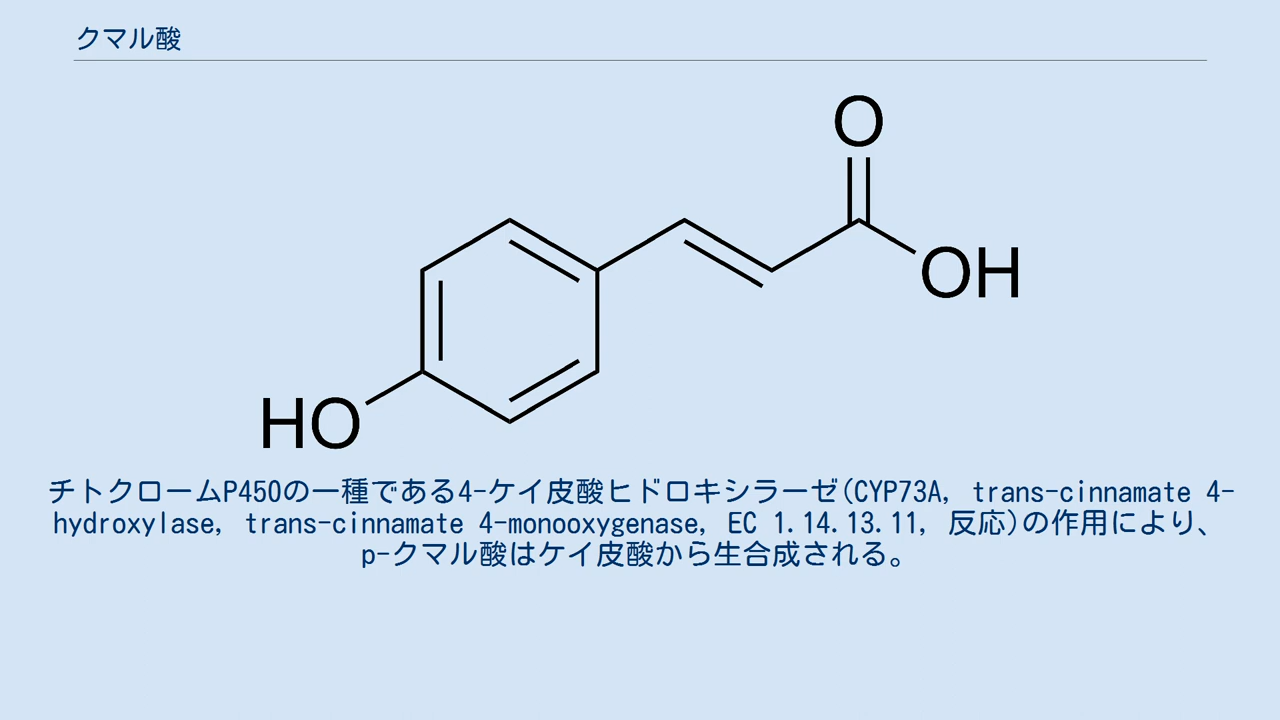 クマル酸
O
OH
HO
チトクロームP450の一種である4-ケイ皮酸ヒドロキシラーゼ(CYP73A, trans-cinnamate 4-
hydroxylase, trans-cinnamate 4-monooxygenase, EC 1.14.13.11, 反応)の作用により、
p-クマル酸はケイ皮酸から生合成される。